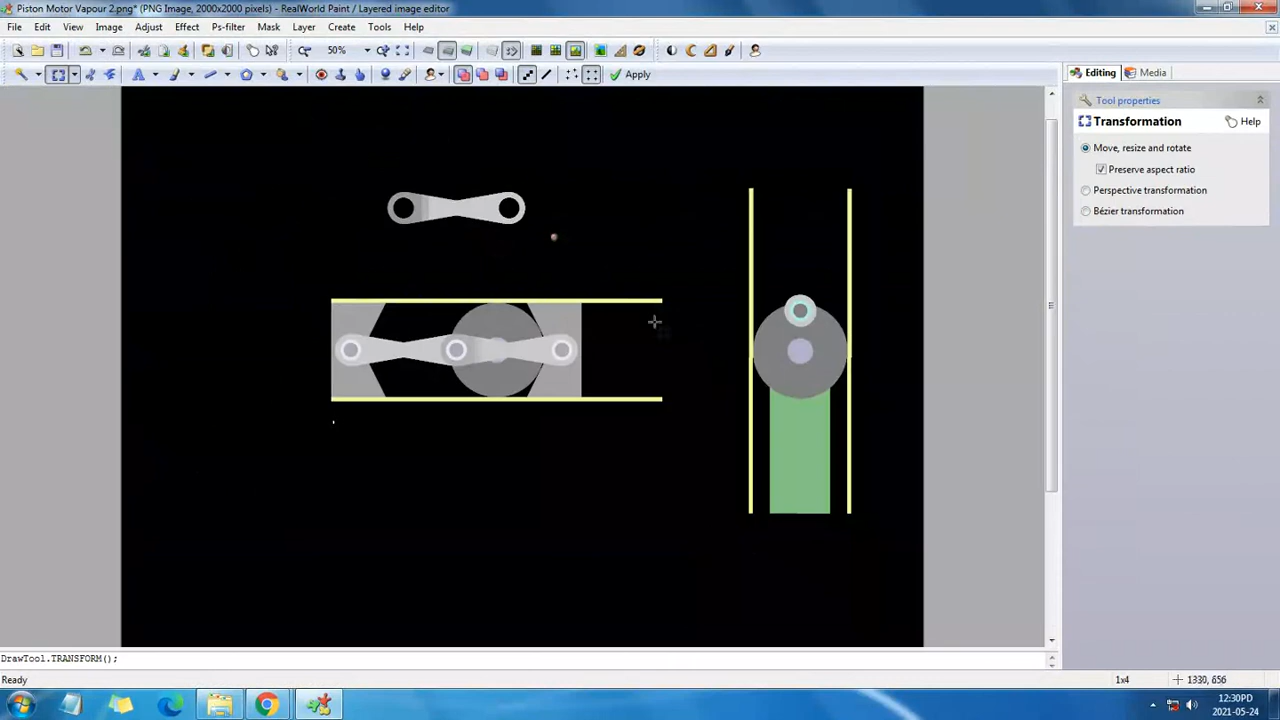 Piston Motor Vapour 2.png* (PNG Image, 2000x2000 pixels) - RealWorld Paint / Layered image editor
File Edit View Image Adjust Effect Ps-filter Mask Layer Create Tools Help
50%
Apply
Editing Media
Tool properties
Transformation Help
Move, resize and rotate
Preserve aspect ratio
Perspective transformation
Bézier transformation
DrawTool.TRANSFORM();
Ready 1x4 1330, 656
12:30PD
2021-05-24